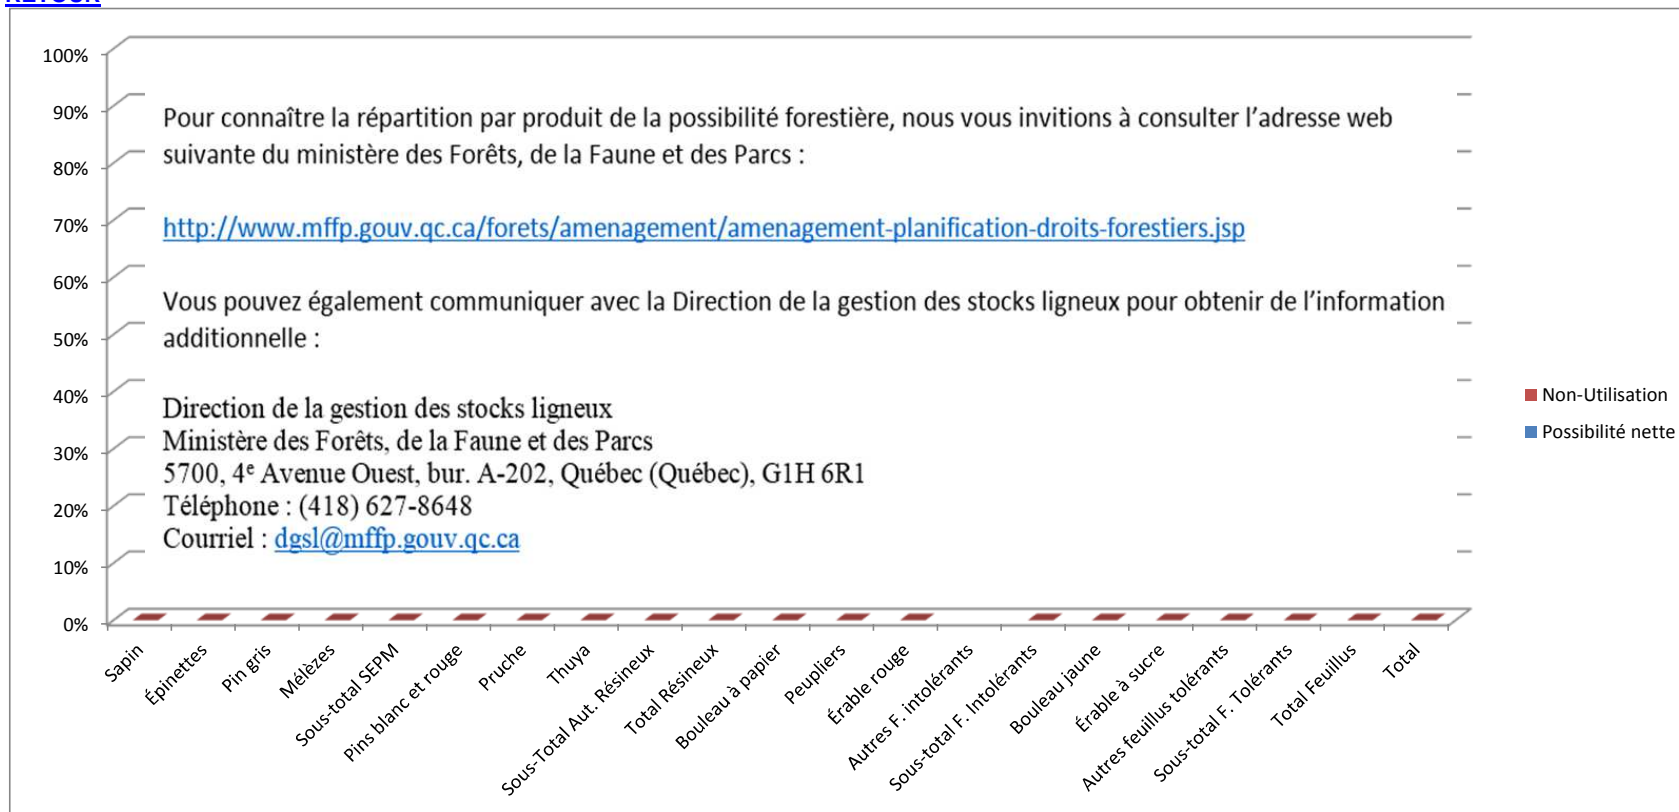 RETOUR
100%
90%
80%
70%
60%
50%
40%
30%
20%
10%
0%
Pour connaître la répartition par produit de la possibilité forestière, nous vous invitions à consulter l’adresse web
suivante du ministère des Forêts, de la Faune et des Parcs :
http://www.mffp.gouv.qc.ca/forets/amenagement/amenagement-planification-droits-forestiers.jsp
Vous pouvez également communiquer avec la Direction de la gestion des stocks ligneux pour obtenir de l’information
additionnelle :
Direction de la gestion des stocks ligneux
Ministère des Forêts, de la Faune et des Parcs
5700, 4e Avenue Ouest, bur. A-202, Québec (Québec), G1H 6R1
Téléphone : (418) 627-8648
Courriel : dgsl@mffp.gouv.qc.ca
Non-Utilisation
Possibilité nette
Sapin
Épinettes
Pin gris
Mélèzes
Sous-total SEPM
Pins blanc et rouge
Pruche
Thuya
Sous-Total Aut. Résineux
Total Résineux
Bouleau à papier
Peupliers
Érable rouge
Autres F. intolérants
Sous-total F. Intolérants
Bouleau jaune
Érable à sucre
Autres feuillus tolérants
Sous-total F. Tolérants
Total Feuillus
Total